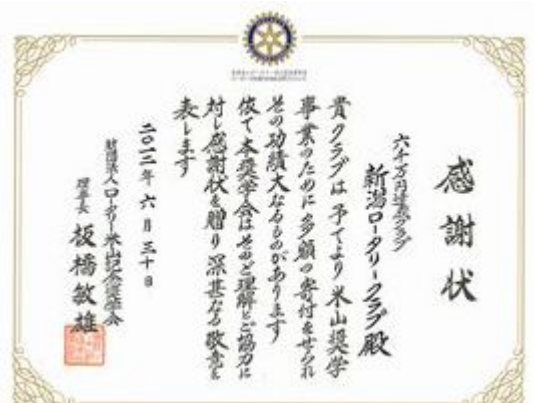 感謝状
六千万円達成クラブ
新潟ロータリークラブ殿
貴クラブは予てより米山奨学
事業のために多額の寄付をせられ
その功績大なるものがあります
依て本奨学会はそのご理解とご協力に
対し感謝状を贈り深甚なる敬意を
表します
二〇一二年六月三十日
財団法人ロータリー米山記念奨学会
理事長 板橋敏雄